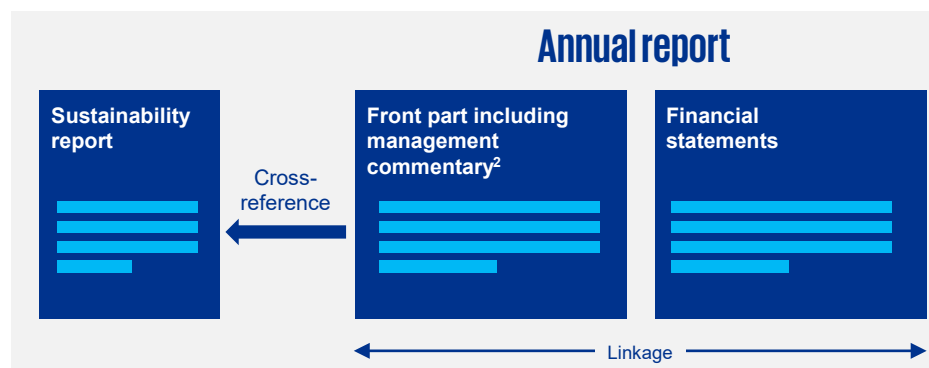 Annual report
Sustainability
report
Cross-
reference
Front part including
management
commentary²
Financial
statements
Linkage